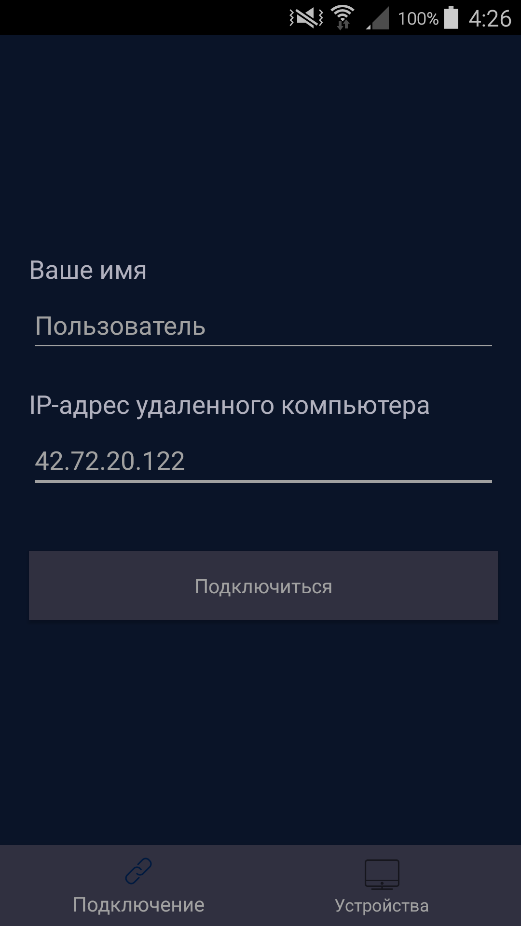 100% 4:26
Ваше имя
Пользователь
IP-адрес удаленного компьютера
42.72.20.122
Подключиться
Подключение Устройства